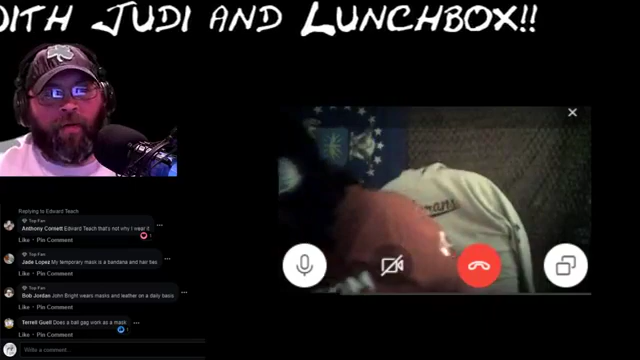 WITH JUDI AND LUNCHBOX!!
Replying to Edward Teach
Top Fan
Anthony Cornett Edward Teach that's not why I wear it
Like · Pin Comment
Top Fan
Jade Lopez My temporary mask is a bandana and hair ties
Like · Pin Comment
Top Fan
Bob Jordan John Bright wears masks and leather on a daily basis
Like · Pin Comment
Terrell Guell Does a ball gag work as a mask
1
Like · Pin Comment
Write a comment...